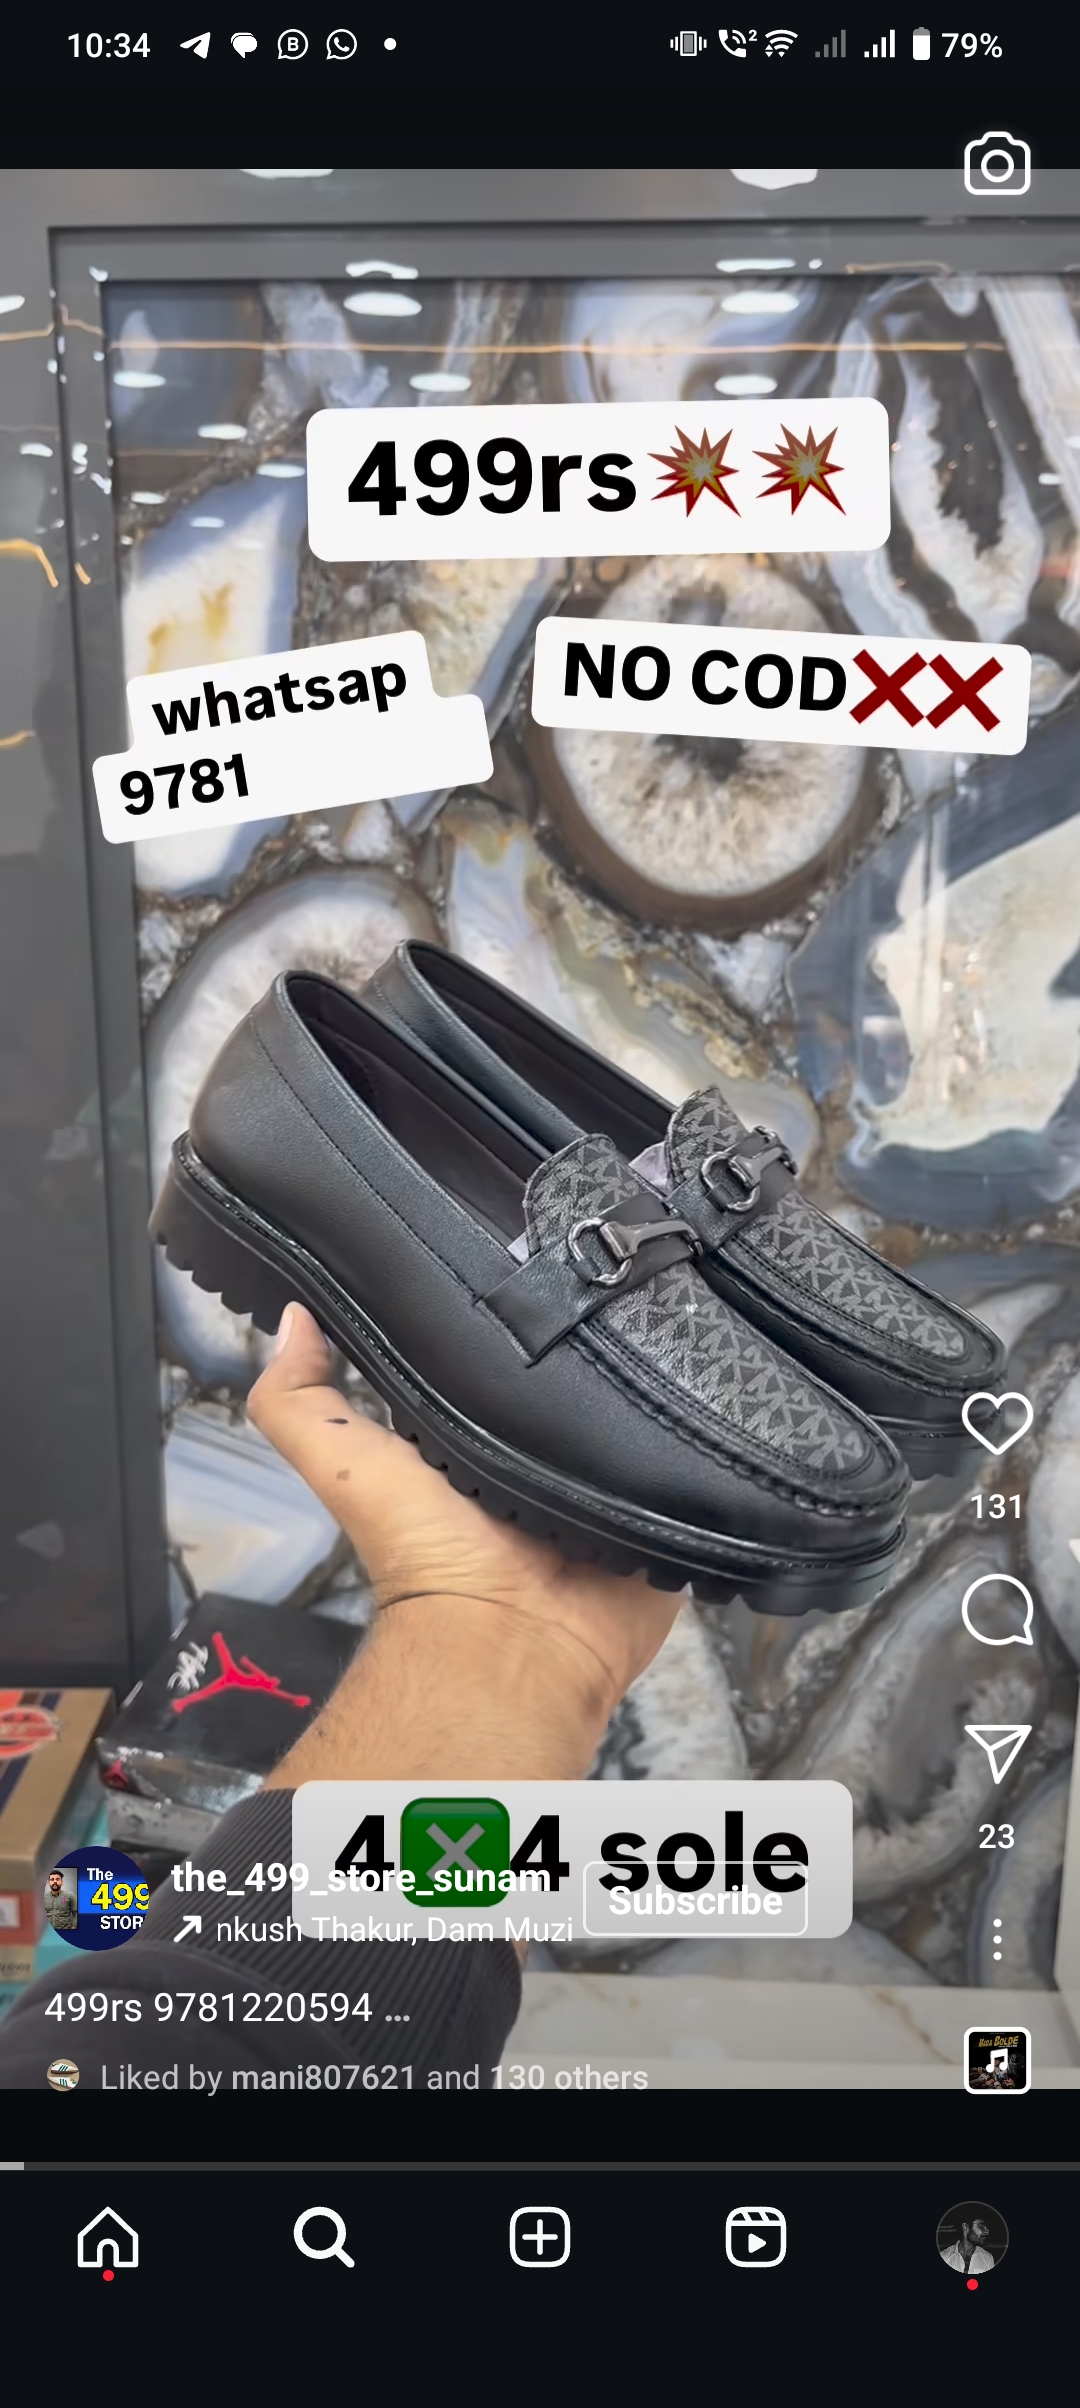 10:34
2
79%
499rs💥💥
whatsap
9781
NO COD❌❌
4❎4 sole
131
23
The
499
STOR
the_499_store_sunam
Subscribe
nkush Thakur, Dam Muzi
499rs 9781220594 ...
Liked by mani807621 and 130 others